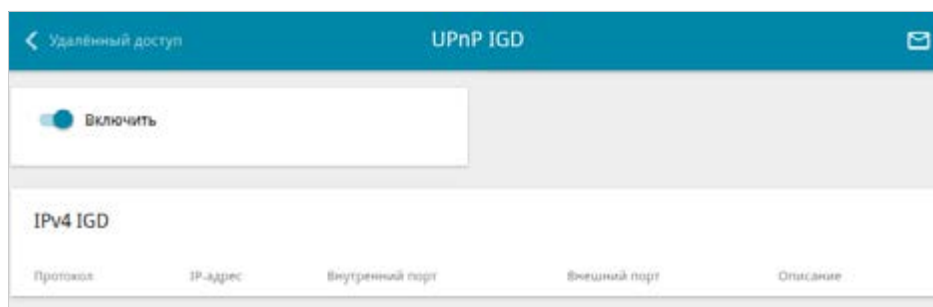 Удалённый доступ UPnP IGD
Включить
IPv4 IGD
Протокол IP-адрес Внутренний порт Внешний порт Описание